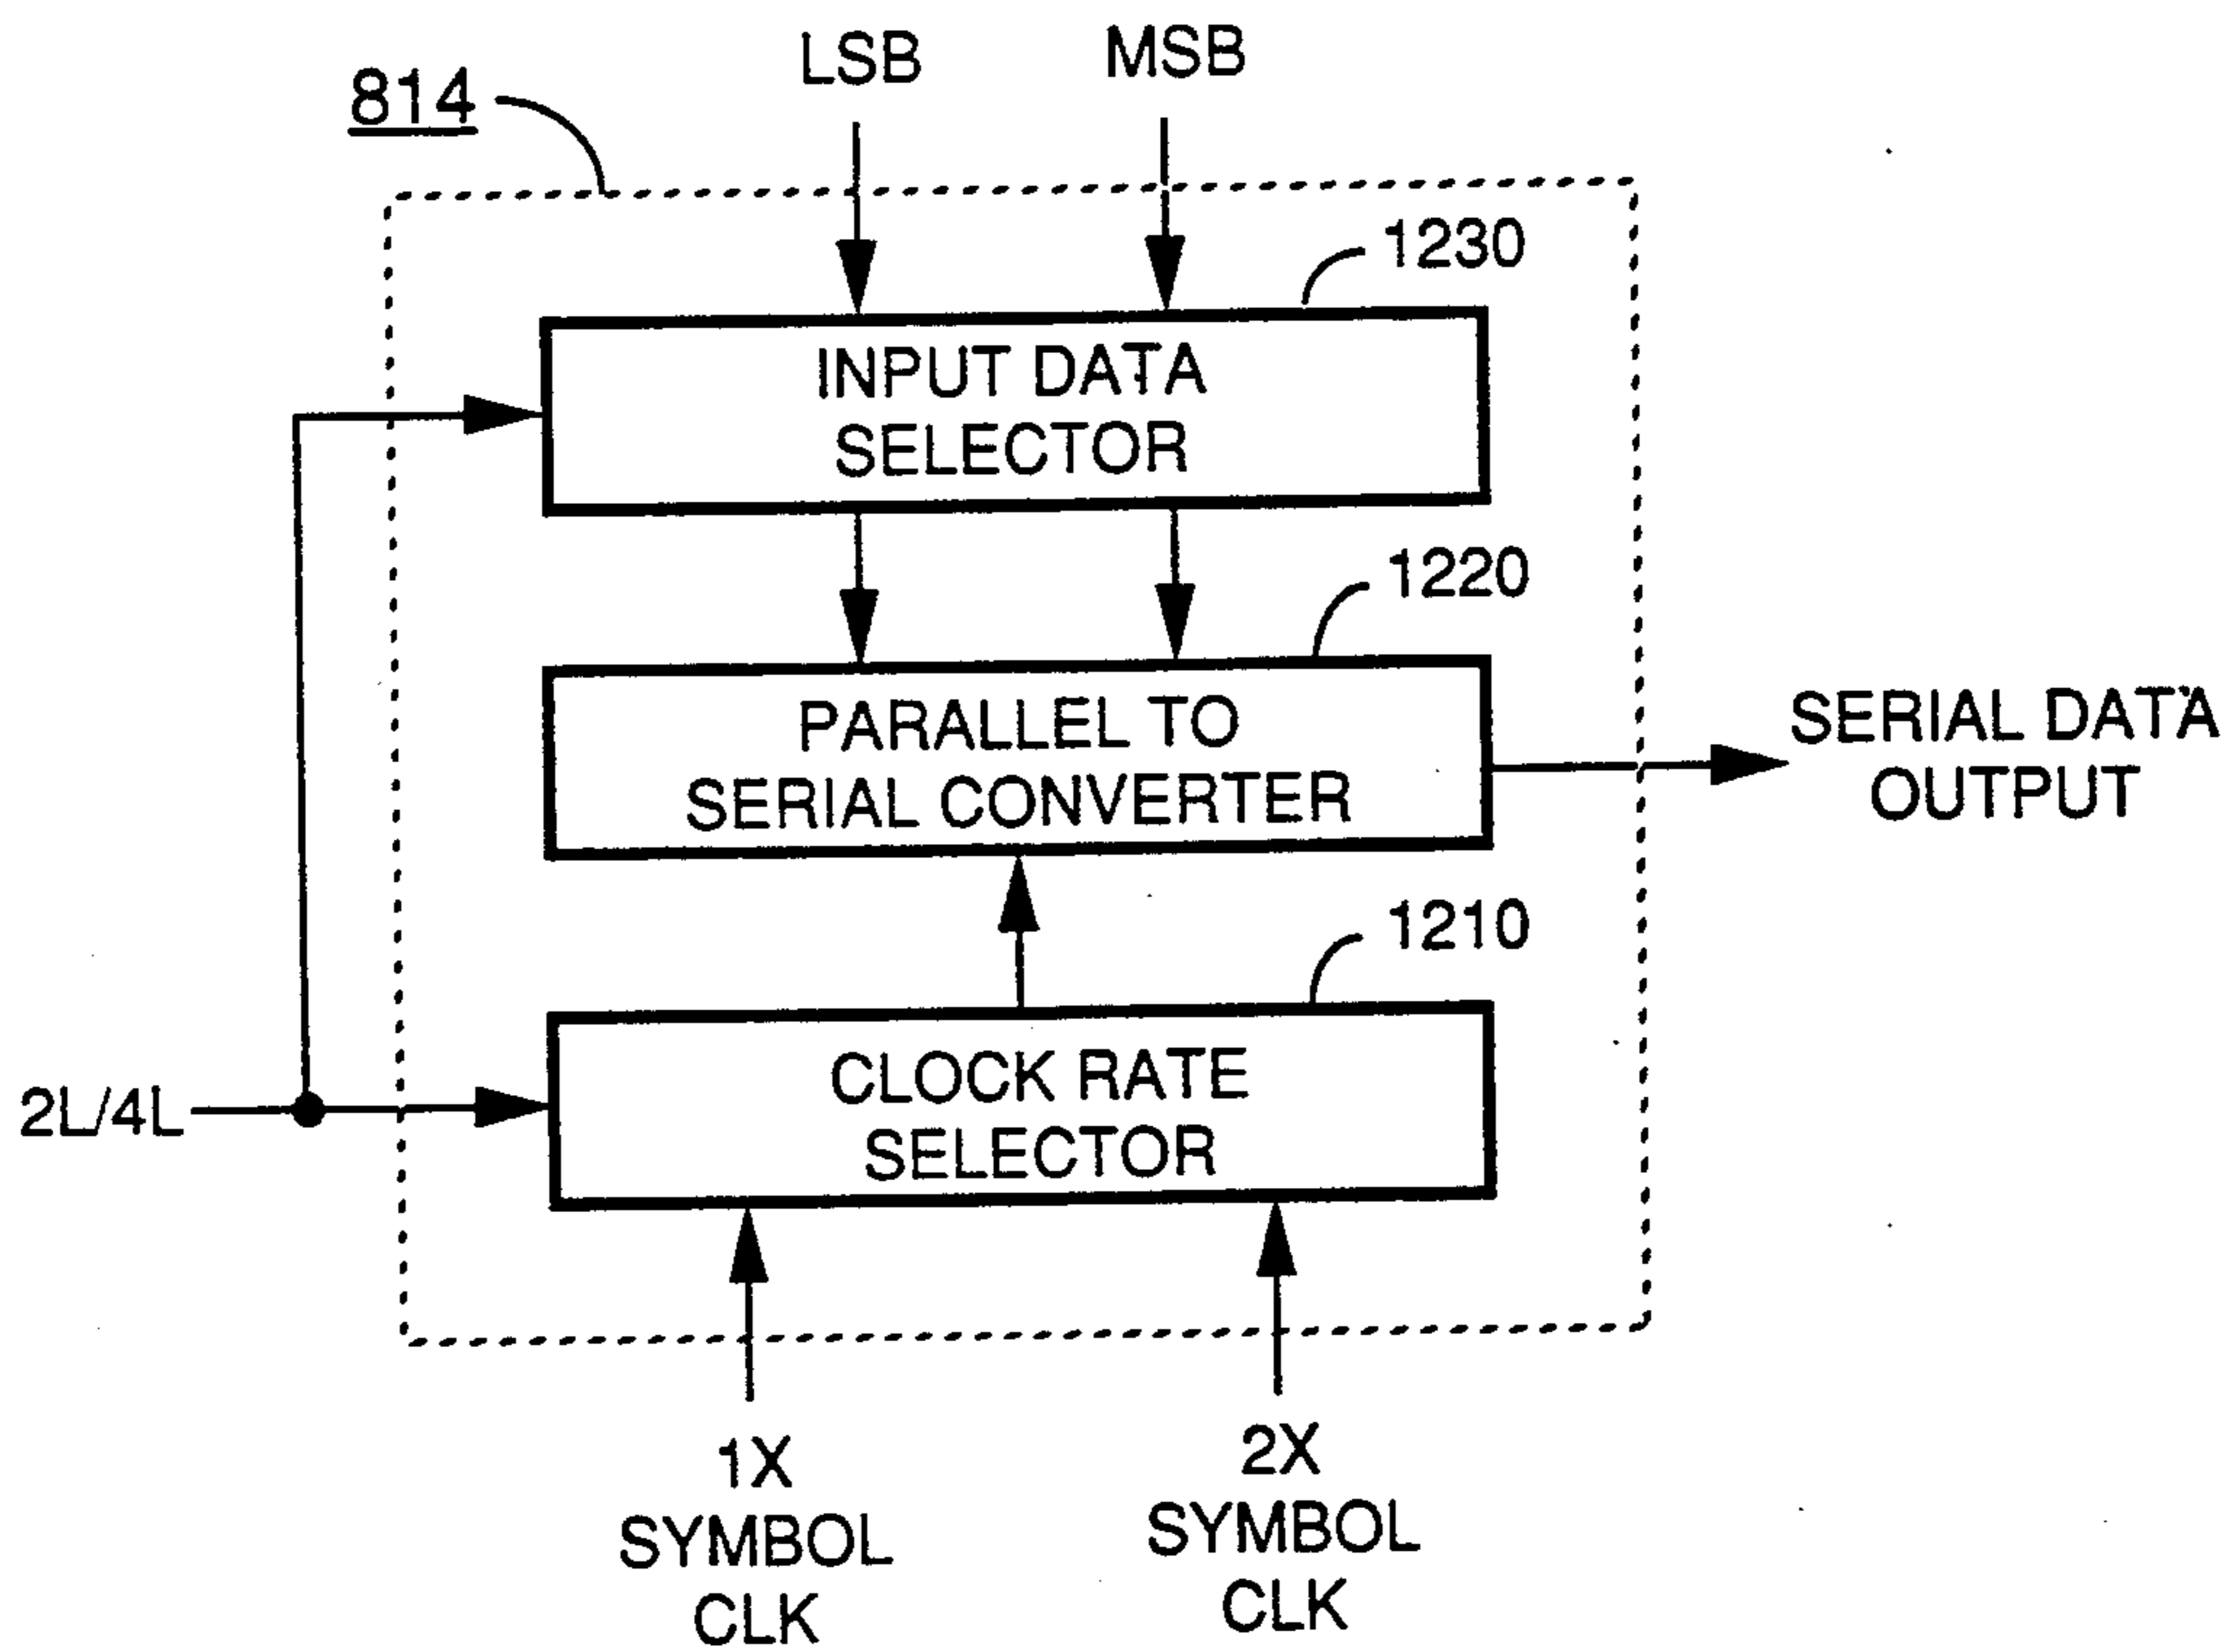 LSB
MSB
814
1230
INPUT DATA
SELECTOR
1220
PARALLEL TO
SERIAL CONVERTER
SERIAL DATA
OUTPUT
1210
2L/4L
CLOCK RATE
SELECTOR
1X
SYMBOL
CLK
2X
SYMBOL
CLK